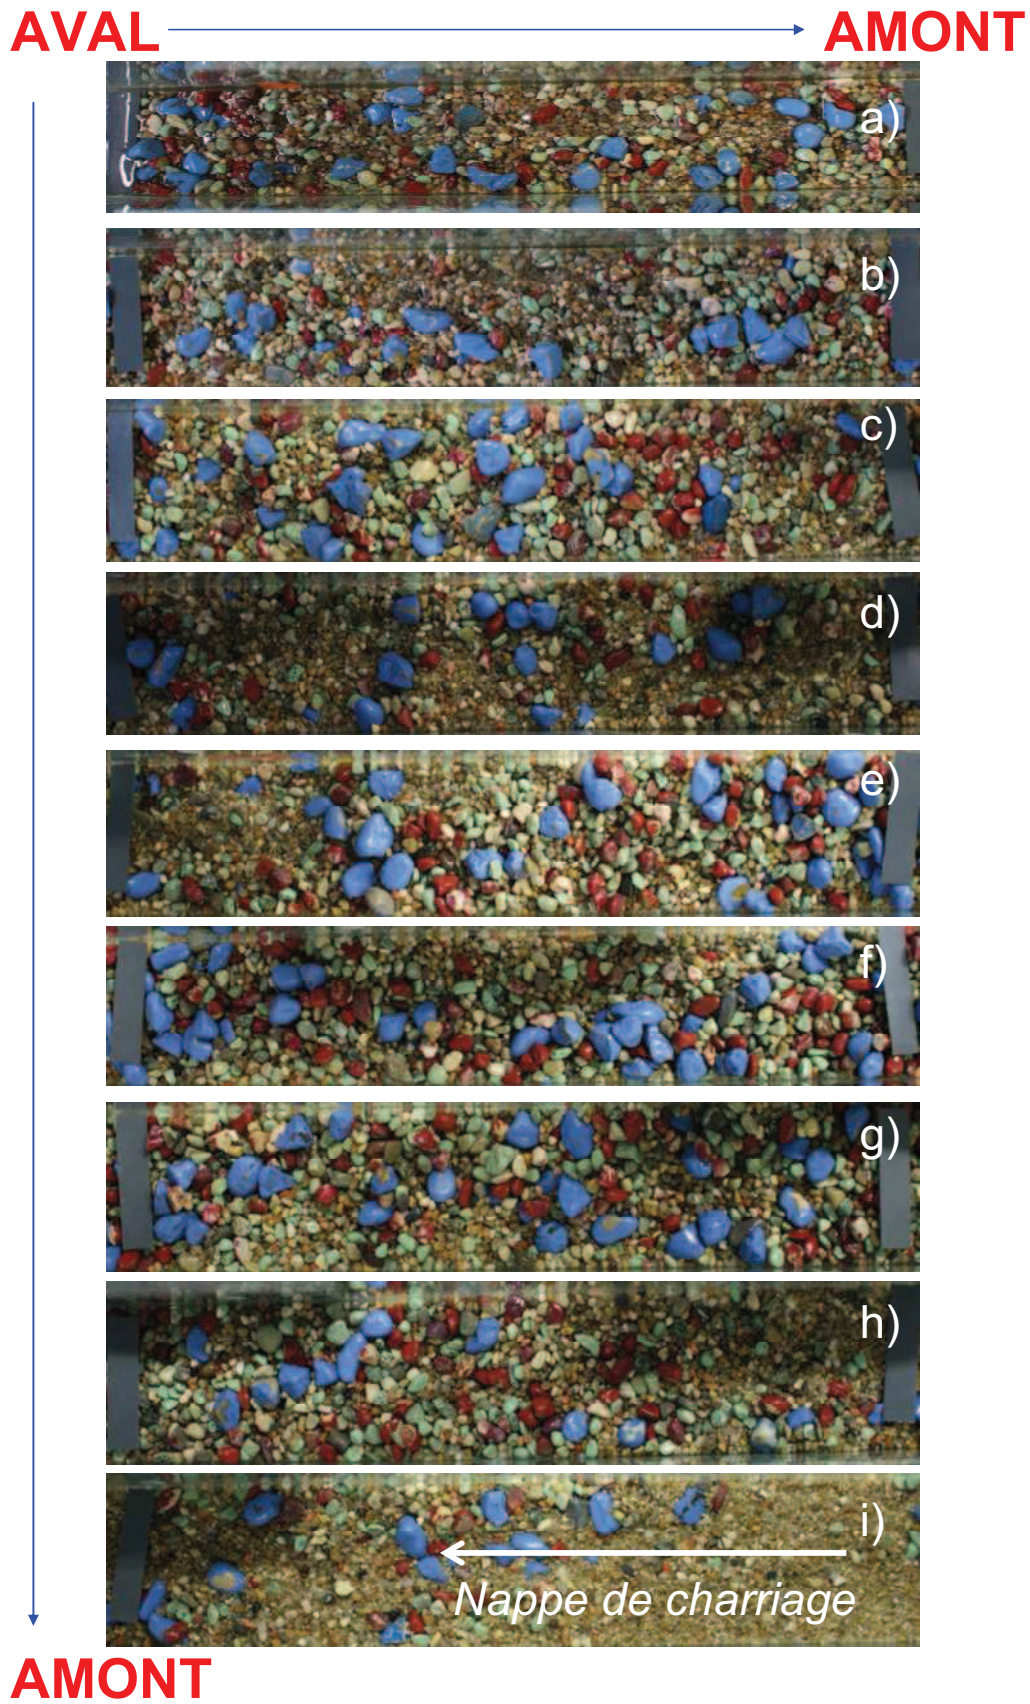 AVAL
AMONT
a)
b)
c)
d)
e)
f)
g)
h)
i)
Nappe de charriage
AMONT